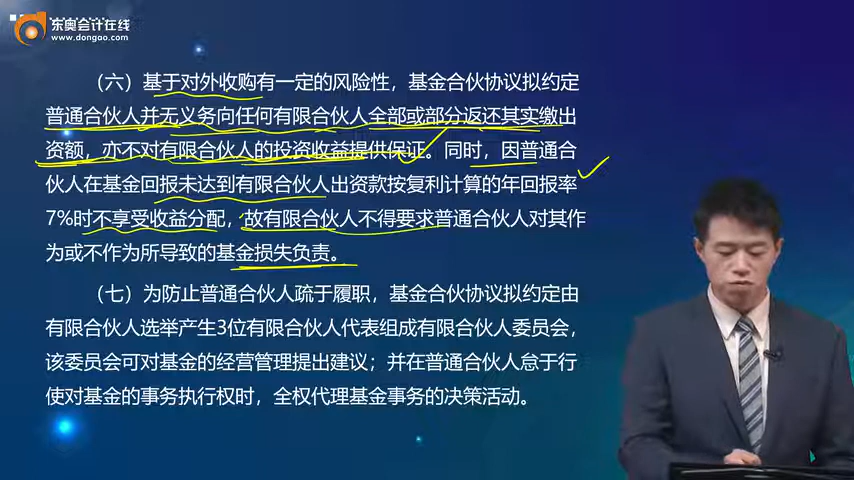 东奥会计在线
www.dongao.com
（六）基于对外收购有一定的风险性，基金合伙协议拟约定
普通合伙人并无义务向任何有限合伙人全部或部分返还其实缴出
资额，亦不对有限合伙人的投资收益提供保证。同时，因普通合
伙人在基金回报未达到有限合伙人出资款按复利计算的年回报率
7%时不享受收益分配，故有限合伙人不得要求普通合伙人对其作
为或不作为所导致的基金损失负责。
（七）为防止普通合伙人疏于履职，基金合伙协议拟约定由
有限合伙人选举产生3位有限合伙人代表组成有限合伙人委员会，
该委员会可对基金的经营管理提出建议；并在普通合伙人怠于行
使对基金的事务执行权时，全权代理基金事务的决策活动。